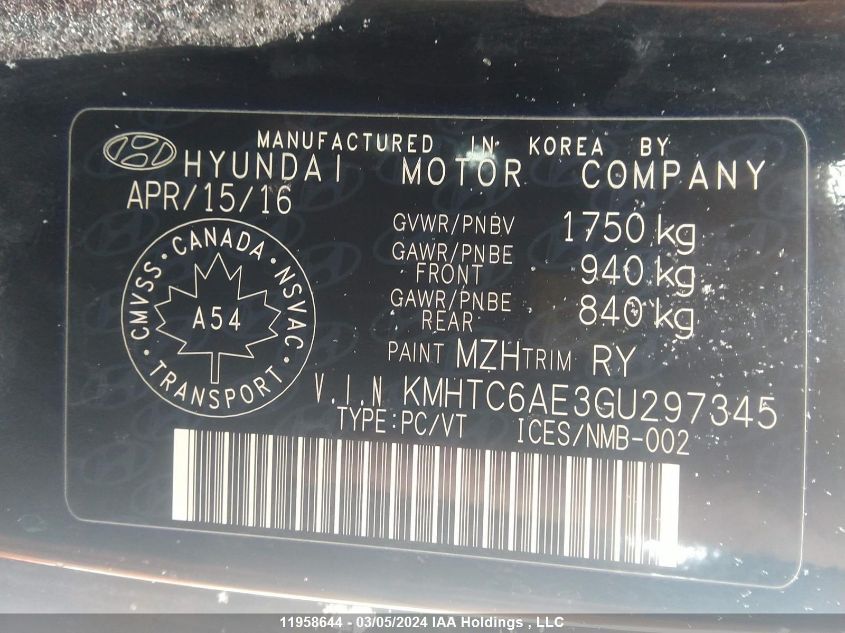 MANUFACTURED IN KOREA BY
HYUNDAI MOTOR COMPANY
APR/15/16
GVWR/PNBV 1750 kg
GAWR/PNBE FRONT 940 kg
GAWR/PNBE REAR 840 kg
PAINT MZH TRIM RY
CMVSS · CANADA · NSVAC · TRANSPORT ·
A54
V.I.N KMHTC6AE3GU297345
TYPE:PC/VT ICES/NMB-002
11958644 - 03/05/2024 IAA Holdings , LLC